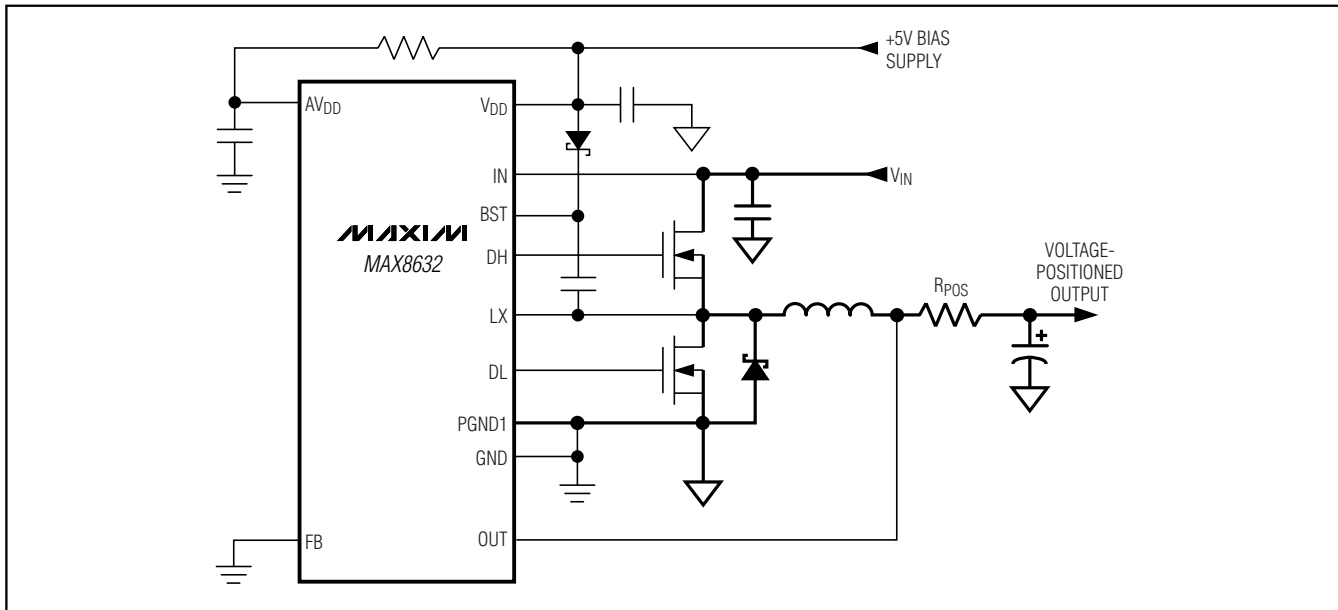 +5V BIAS
SUPPLY
AVDD
VDD
IN
VIN
BST
MAXIM
MAX8632
DH
VOLTAGE-
POSITIONED
OUTPUT
RPOS
LX
+
DL
PGND1
GND
FB
OUT